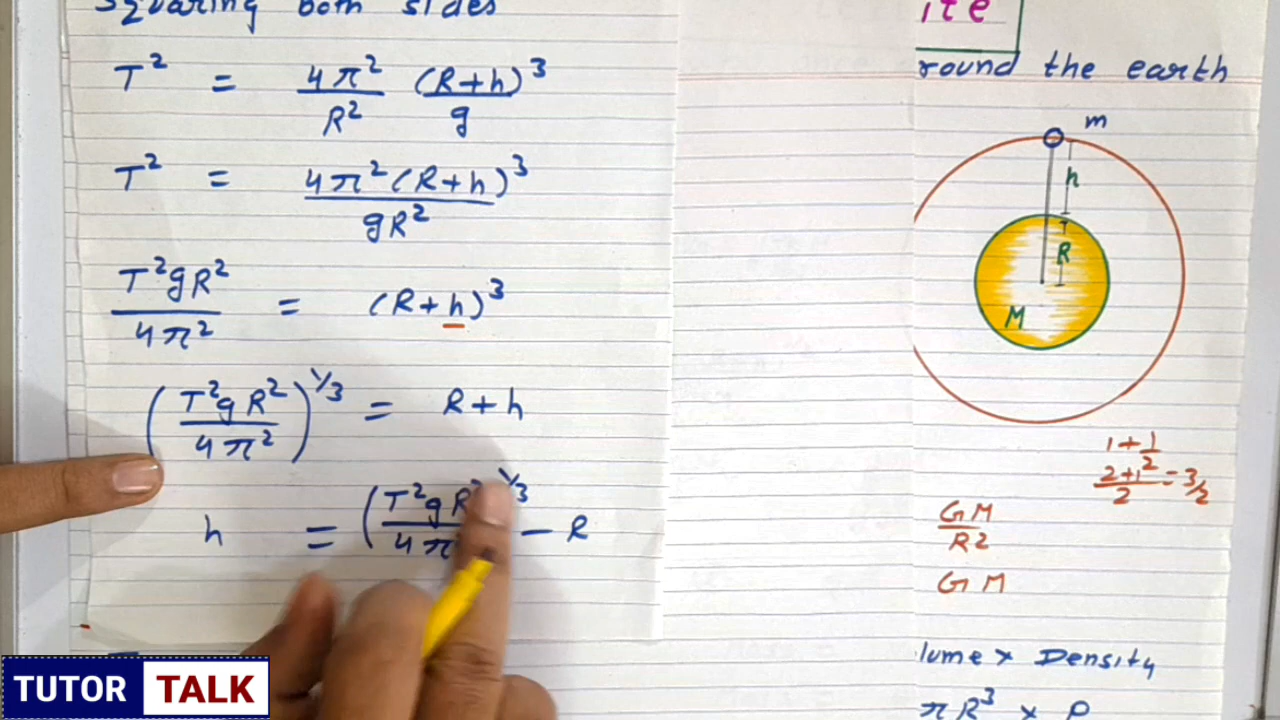 Squaring both sides
T² = 4π²/R² (R+h)³/g
T² = 4π²(R+h)³/gR²
T²gR²/4π² = (R+h)³
(T²gR²/4π²)^1/3 = R+h
h = (T²gR²/4π²)^1/3 − R
ite
round the earth
m
h
R
M
1+1/2
2+1/2 = 3/2
GM/R2
GM
lume × Density
πR³ × ρ
TUTOR TALK